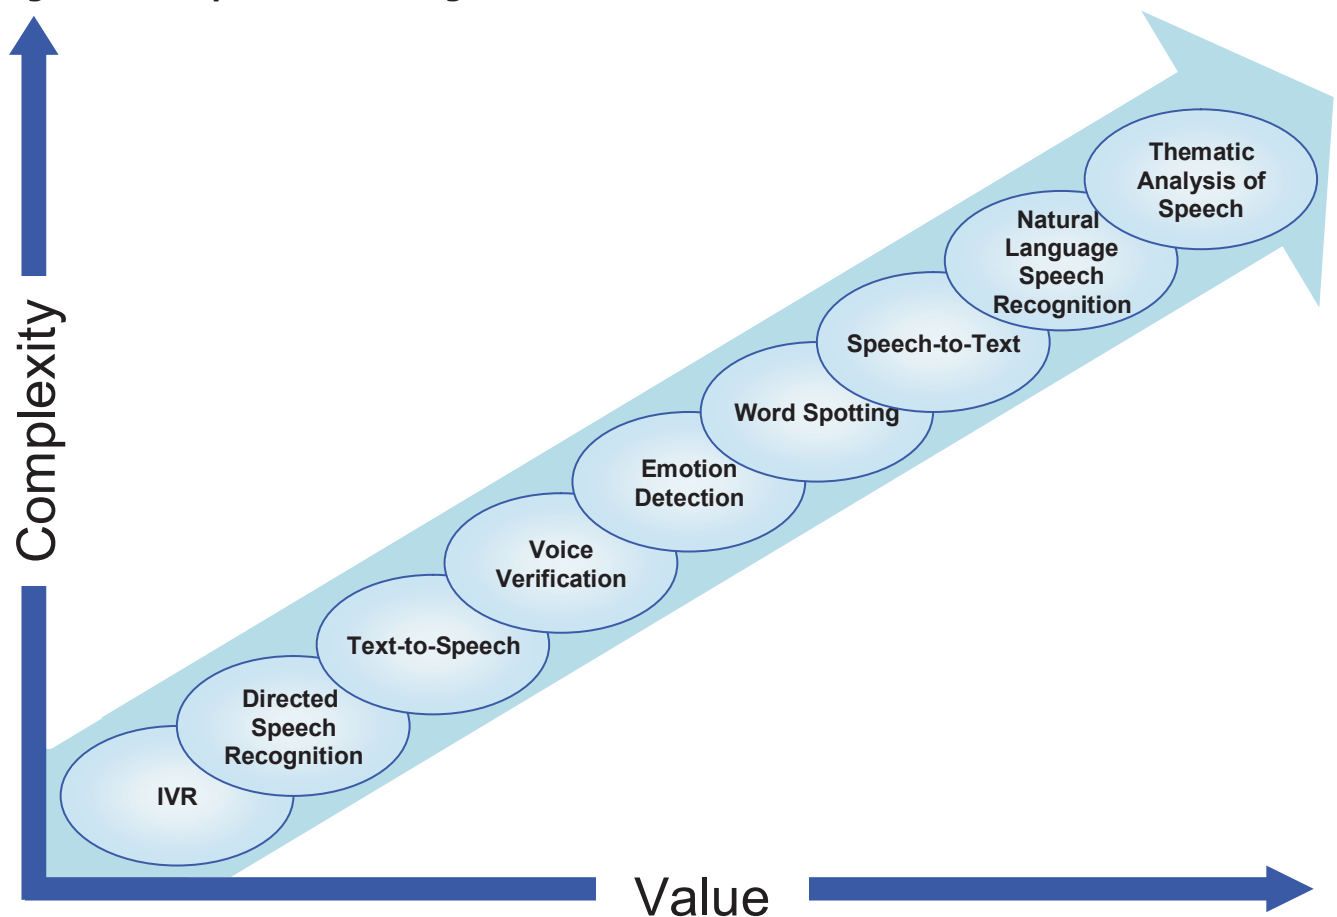 Thematic
Analysis of
Speech
Natural
Language
Speech
Recognition
Speech-to-Text
Word Spotting
Emotion
Detection
Voice
Verification
Text-to-Speech
Directed
Speech
Recognition
IVR
Complexity
Value